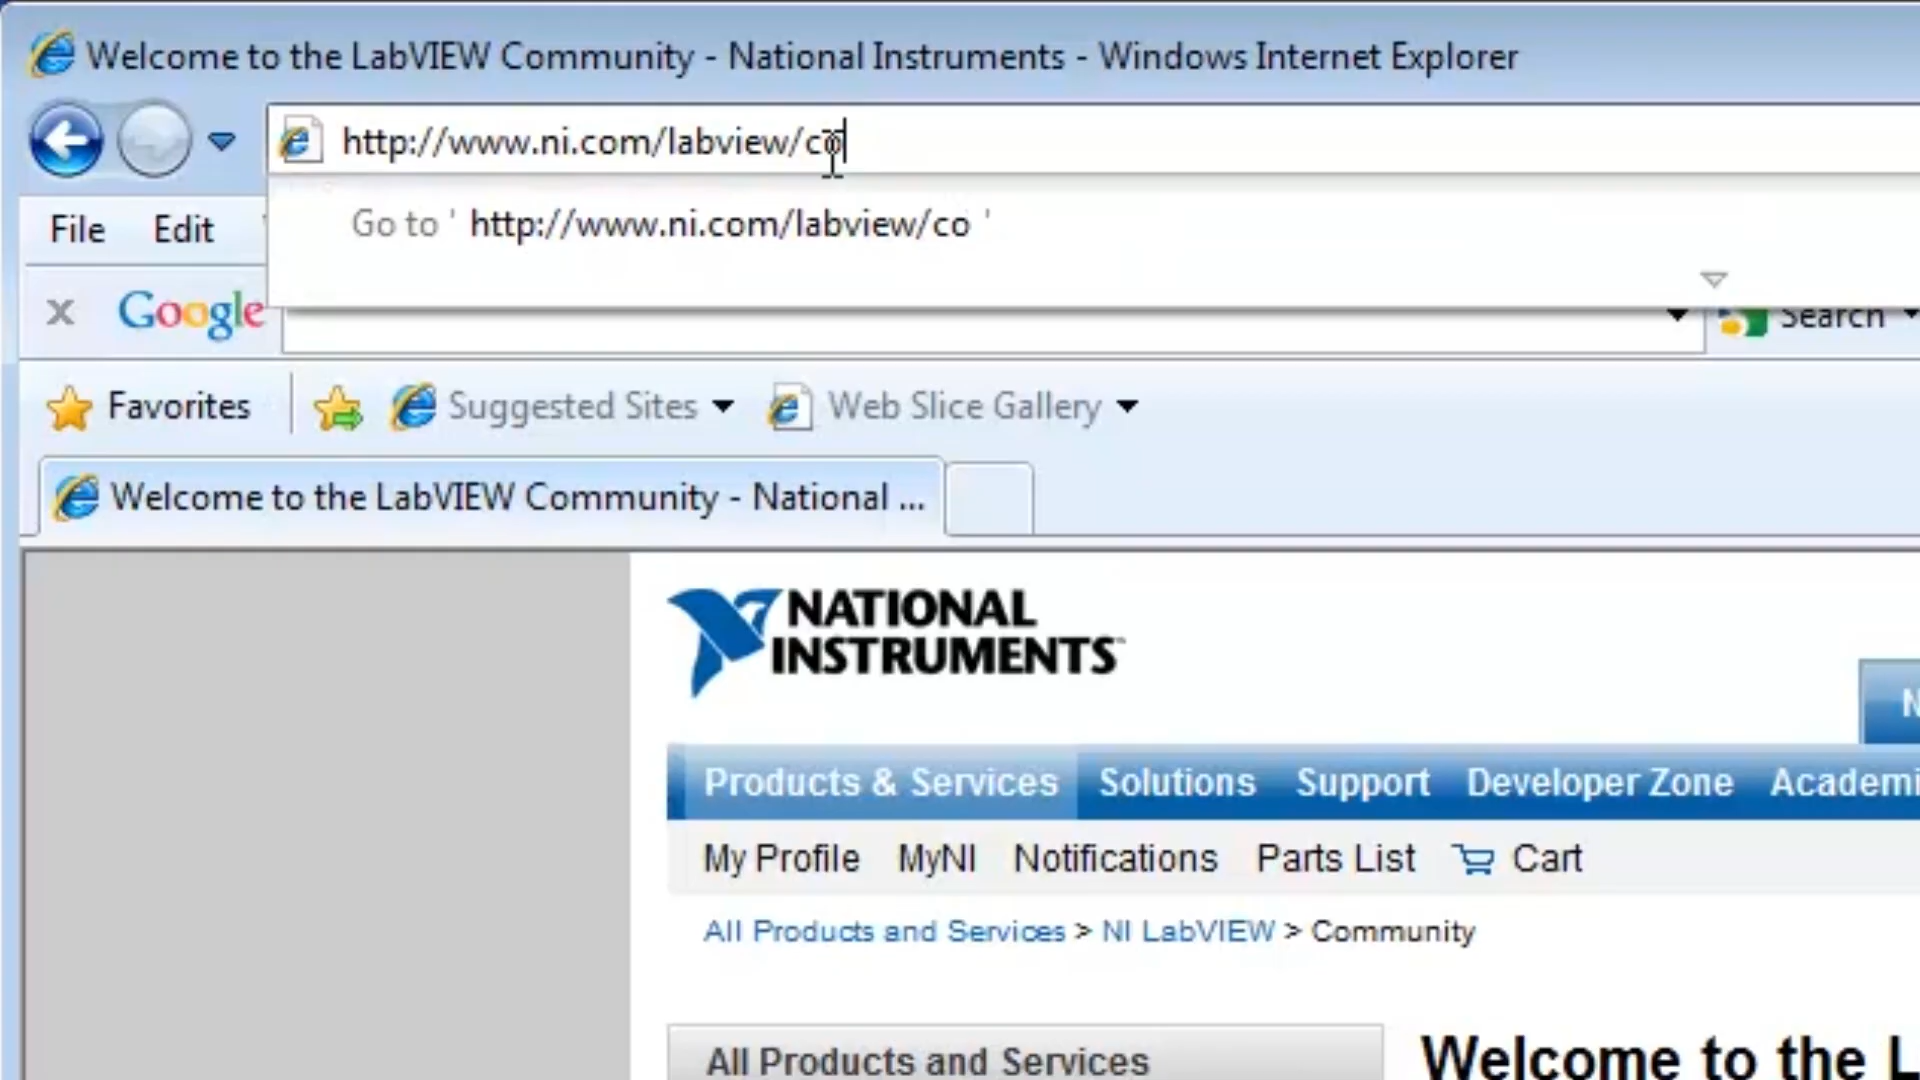 Welcome to the LabVIEW Community - National Instruments - Windows Internet Explorer
http://www.ni.com/labview/co
Go to ' http://www.ni.com/labview/co '
File Edit
x Google Search
Favorites Suggested Sites Web Slice Gallery
Welcome to the LabVIEW Community - National ...
NATIONAL
INSTRUMENTS™
N
Products & Services Solutions Support Developer Zone Academi
My Profile MyNI Notifications Parts List Cart
All Products and Services > NI LabVIEW > Community
All Products and Services
Welcome to the L